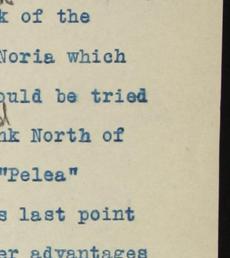 k of the
Noria which
ould be tried
nk North of
"Pelea"
s last point
er advantages